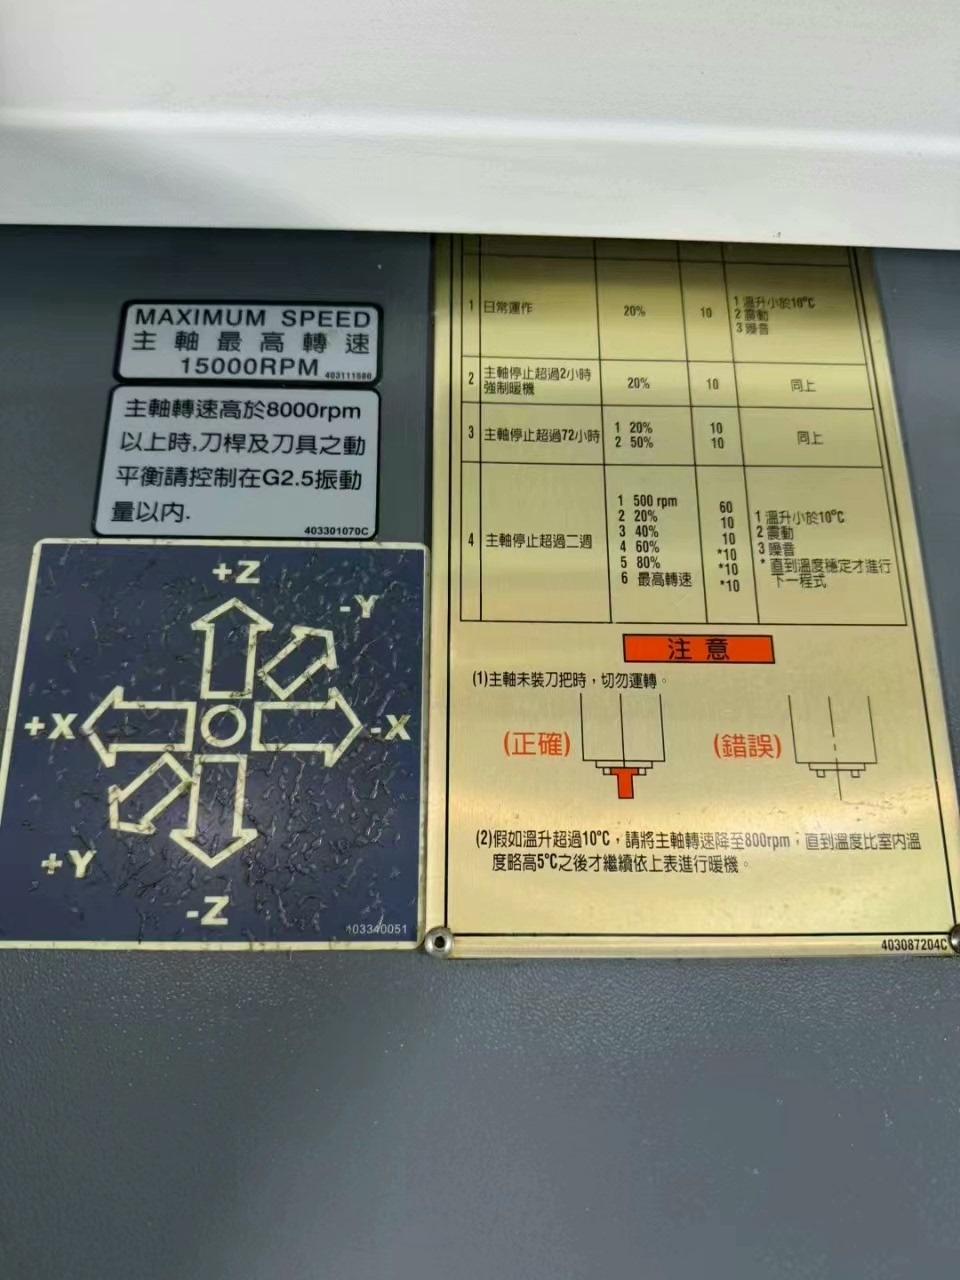 MAXIMUM SPEED
主軸最高轉速
15000RPM
403111580
主軸轉速高於8000rpm
以上時,刀桿及刀具之動
平衡請控制在G2.5振動
量以內.
403301070C
+Z
-Y
+X
-X
+Y
-Z
403340051
1 日常運作 20% 10 1 溫升小於10°C
2 震動
3 噪音
2 主軸停止超過2小時
強制暖機 20% 10 同上
3 主軸停止超過72小時 1 20% 10 同上
2 50% 10
4 主軸停止超過二週
1 500 rpm 60
2 20% 10
3 40% 10
4 60% *10
5 80% *10
6 最高轉速 *10
1 溫升小於10°C
2 震動
3 噪音
* 直到溫度穩定才進行
下一程式
注意
(1)主軸未裝刀把時，切勿運轉。
(正確) (錯誤)
(2)假如溫升超過10°C，請將主軸轉速降至800rpm；直到溫度比室內溫
度略高5°C之後才繼續依上表進行暖機。
403087204C